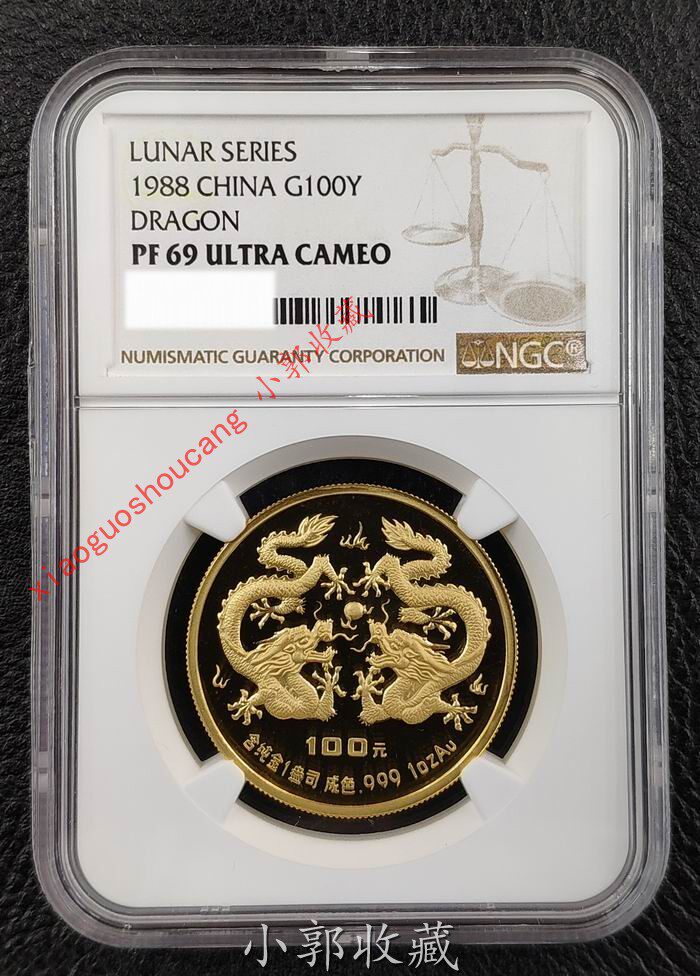 LUNAR SERIES
1988 CHINA G100Y
DRAGON
PF 69 ULTRA CAMEO
NUMISMATIC GUARANTY CORPORATION
NGC®
xiaoguoshoucang 小郭收藏
100元
含纯金1盎司 成色.999 1ozAu
小郭收藏